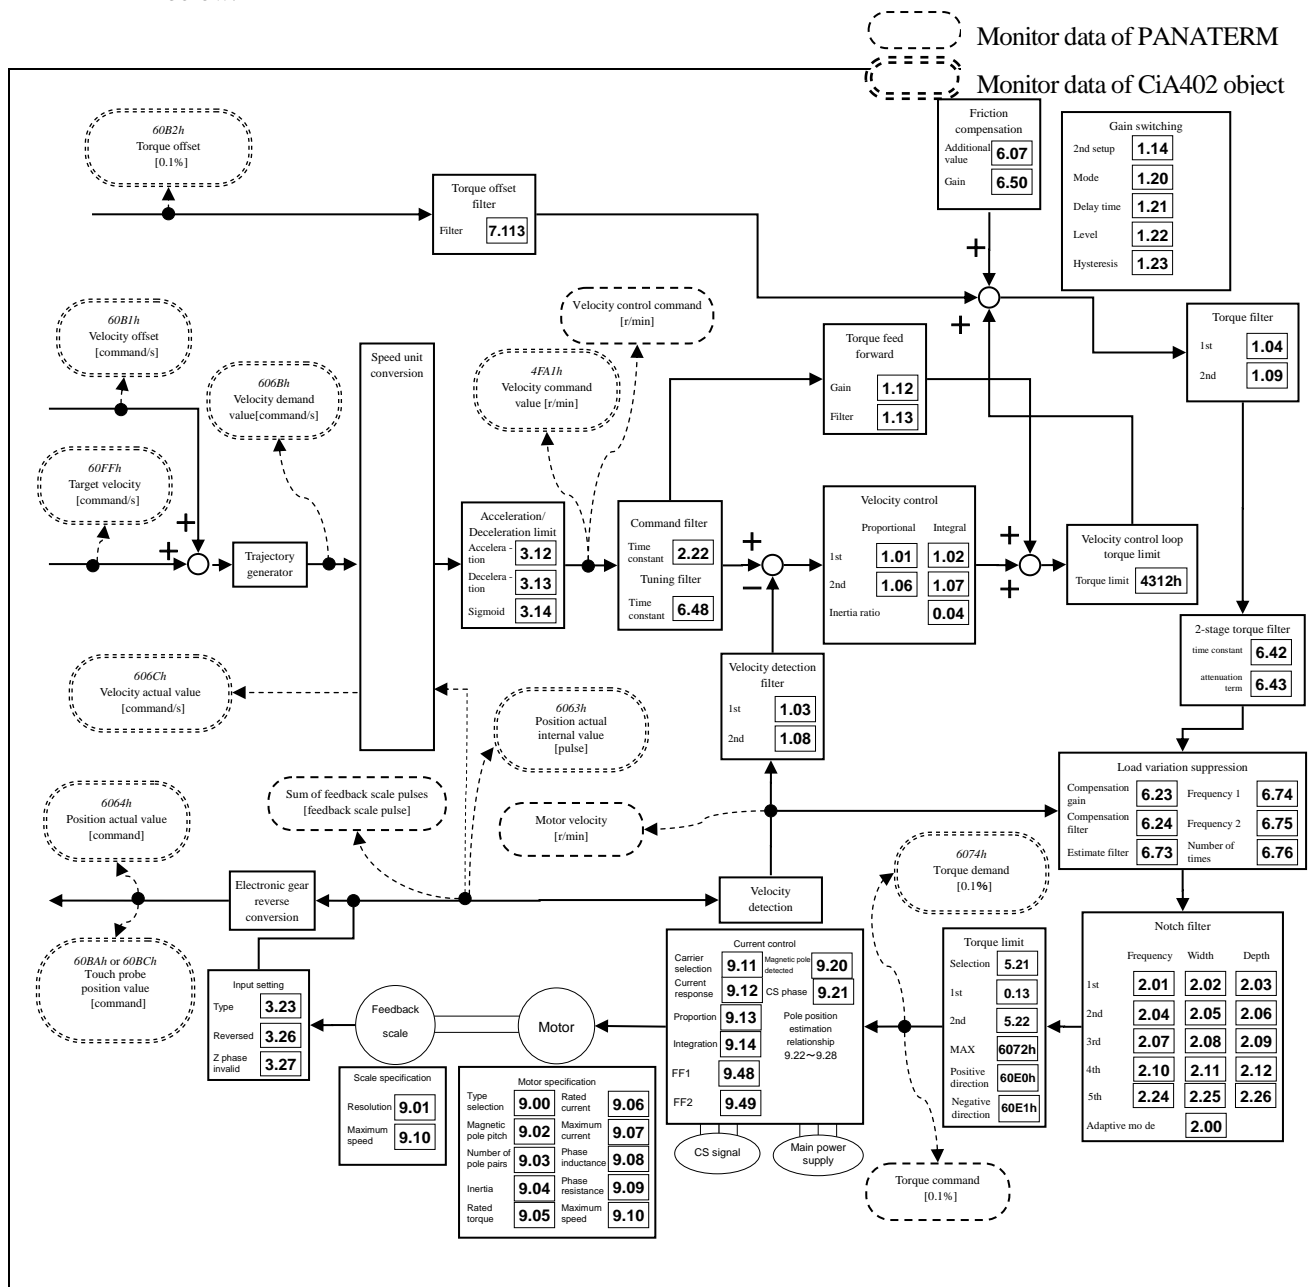 Monitor data of PANATERM
Monitor data of CiA402 object
60B2h
Torque offset
[0.1%]
Torque offset
filter
Filter 7.113
Friction
compensation
Additional
value 6.07
Gain 6.50
Gain switching
2nd setup 1.14
Mode 1.20
Delay time 1.21
Level 1.22
Hysteresis 1.23
+
+
60B1h
Velocity offset
[command/s]
606Bh
Velocity demand
value[command/s]
60FFh
Target velocity
[command/s]
+
+
Trajectory
generator
Speed unit
conversion
Velocity control command
[r/min]
4FA1h
Velocity command
value [r/min]
Acceleration/
Deceleration limit
Accelera -
tion 3.12
Decelera -
tion 3.13
Sigmoid 3.14
Command filter
Time
constant 2.22
Tuning filter
Time
constant 6.48
Torque feed
forward
Gain 1.12
Filter 1.13
+
−
Velocity control
Proportional Integral
1st 1.01 1.02
2nd 1.06 1.07
Inertia ratio 0.04
+
+
Velocity control loop
torque limit
Torque limit 4312h
Torque filter
1st 1.04
2nd 1.09
2-stage torque filter
time constant 6.42
attenuation
term 6.43
Velocity detection
filter
1st 1.03
2nd 1.08
606Ch
Velocity actual value
[command/s]
6063h
Position actual
internal value
[pulse]
Sum of feedback scale pulses
[feedback scale pulse]
6064h
Position actual value
[command]
Motor velocity
[r/min]
Load variation suppression
Compensation
gain 6.23 Frequency 1 6.74
Compensation
filter 6.24 Frequency 2 6.75
Estimate filter 6.73 Number of
times 6.76
6074h
Torque demand
[0.1%]
Electronic gear
reverse
conversion
Velocity
detection
60BAh or 60BCh
Touch probe
position value
[command]
Input setting
Type 3.23
Reversed 3.26
Z phase
invalid 3.27
Feedback
scale
Motor
Current control
Carrier
selection 9.11 Magnetic pole
detected 9.20
Current
response 9.12 CS phase 9.21
Proportion 9.13 Pole position
estimation
relationship
9.22～9.28
Integration 9.14
FF1 9.48
FF2 9.49
Torque limit
Selection 5.21
1st 0.13
2nd 5.22
MAX 6072h
Positive
direction 60E0h
Negative
direction 60E1h
Notch filter
Frequency Width Depth
1st 2.01 2.02 2.03
2nd 2.04 2.05 2.06
3rd 2.07 2.08 2.09
4th 2.10 2.11 2.12
5th 2.24 2.25 2.26
Adaptive mo de 2.00
Scale specification
Resolution 9.01
Maximum
speed 9.10
Motor specification
Type
selection 9.00 Rated
current 9.06
Magnetic
pole pitch 9.02 Maximum
current 9.07
Number of
pole pairs 9.03 Phase
inductance 9.08
Inertia 9.04 Phase
resistance 9.09
Rated
torque 9.05 Maximum
speed 9.10
CS signal
Main power
supply
Torque command
[0.1%]